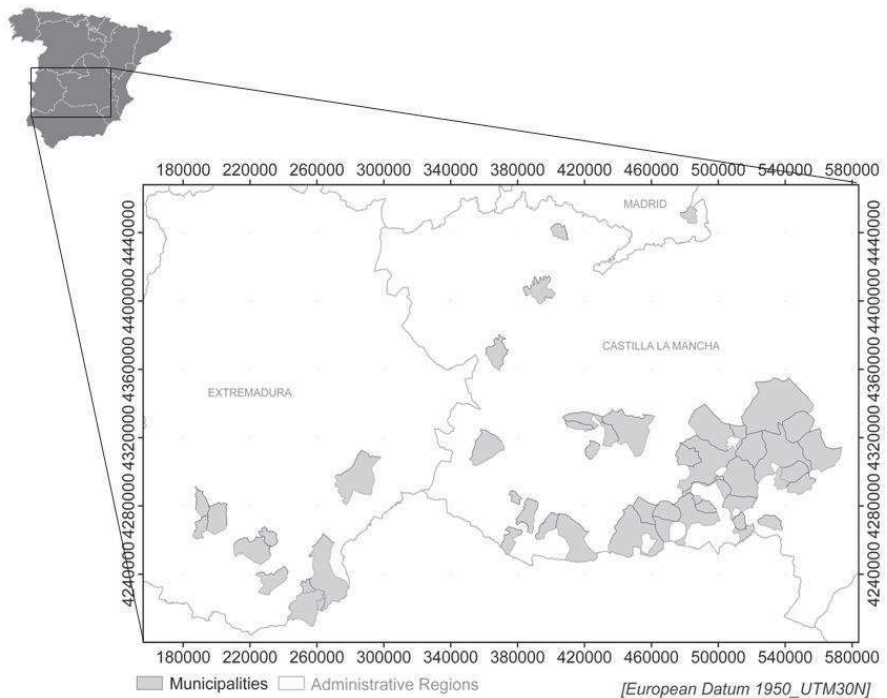 180000 220000 260000 300000 340000 380000 420000 460000 500000 540000 580000
MADRID
4440000 4440000
4400000 4400000
CASTILLA LA MANCHA
4360000 4360000
EXTREMADURA
4320000 4320000
4280000 4280000
4240000 4240000
180000 220000 260000 300000 340000 380000 420000 460000 500000 540000 580000
Municipalities Administrative Regions
[European Datum 1950_UTM30N]